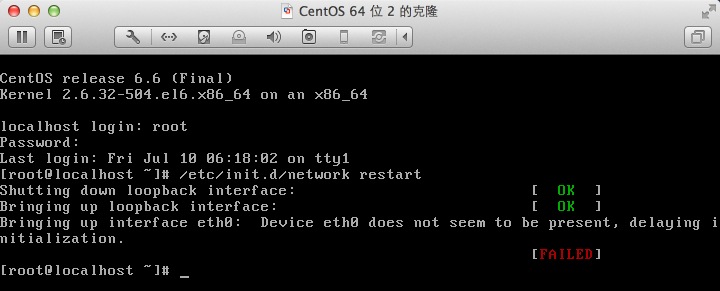 CentOS 64 位 2 的克隆
CentOS release 6.6 (Final)
Kernel 2.6.32-504.el6.x86_64 on an x86_64
localhost login: root
Password:
Last login: Fri Jul 10 06:18:02 on tty1
[root@localhost ~]# /etc/init.d/network restart
Shutting down loopback interface: [ OK ]
Bringing up loopback interface: [ OK ]
Bringing up interface eth0: Device eth0 does not seem to be present, delaying i
nitialization.
[FAILED]
[root@localhost ~]# _